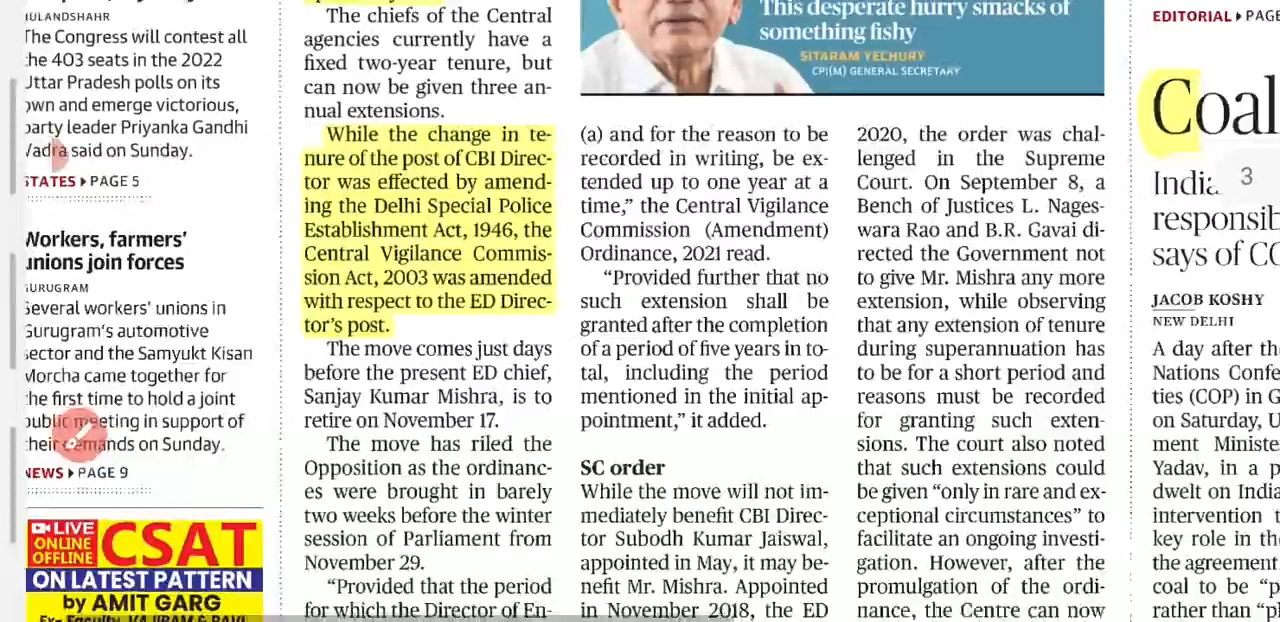 BULANDSHAHR
The Congress will contest all
the 403 seats in the 2022
Uttar Pradesh polls on its
own and emerge victorious,
party leader Priyanka Gandhi
Vadra said on Sunday.
STATES PAGE 5
Workers, farmers'
unions join forces
GURUGRAM
Several workers' unions in
Gurugram's automotive
sector and the Samyukt Kisan
Morcha came together for
the first time to hold a joint
public meeting in support of
their demands on Sunday.
NEWS PAGE 9
LIVE
ONLINE
OFFLINE
CSAT
ON LATEST PATTERN
by AMIT GARG
The chiefs of the Central
agencies currently have a
fixed two-year tenure, but
can now be given three an-
nual extensions.
While the change in te-
nure of the post of CBI Direc-
tor was effected by amend-
ing the Delhi Special Police
Establishment Act, 1946, the
Central Vigilance Commis-
sion Act, 2003 was amended
with respect to the ED Direc-
tor's post.
The move comes just days
before the present ED chief,
Sanjay Kumar Mishra, is to
retire on November 17.
The move has riled the
Opposition as the ordinanc-
es were brought in barely
two weeks before the winter
session of Parliament from
November 29.
"Provided that the period
for which the Director of En-
This desperate hurry smacks of
something fishy
SITARAM YECHURY
CPI(M) GENERAL SECRETARY
(a) and for the reason to be
recorded in writing, be ex-
tended up to one year at a
time," the Central Vigilance
Commission (Amendment)
Ordinance, 2021 read.
"Provided further that no
such extension shall be
granted after the completion
of a period of five years in to-
tal, including the period
mentioned in the initial ap-
pointment," it added.
SC order
While the move will not im-
mediately benefit CBI Direc-
tor Subodh Kumar Jaiswal,
appointed in May, it may be-
nefit Mr. Mishra. Appointed
in November 2018, the ED
2020, the order was chal-
lenged in the Supreme
Court. On September 8, a
Bench of Justices L. Nages-
wara Rao and B.R. Gavai di-
rected the Government not
to give Mr. Mishra any more
extension, while observing
that any extension of tenure
during superannuation has
to be for a short period and
reasons must be recorded
for granting such exten-
sions. The court also noted
that such extensions could
be given "only in rare and ex-
ceptional circumstances" to
facilitate an ongoing investi-
gation. However, after the
promulgation of the ordi-
nance, the Centre can now
EDITORIAL PAGE
Coal
3
India
responsib
says of CO
JACOB KOSHY
NEW DELHI
A day after the
Nations Confe
ties (COP) in G
on Saturday, U
ment Ministe
Yadav, in a p
dwelt on India
intervention t
key role in the
the agreement
coal to be "p
rather than "p